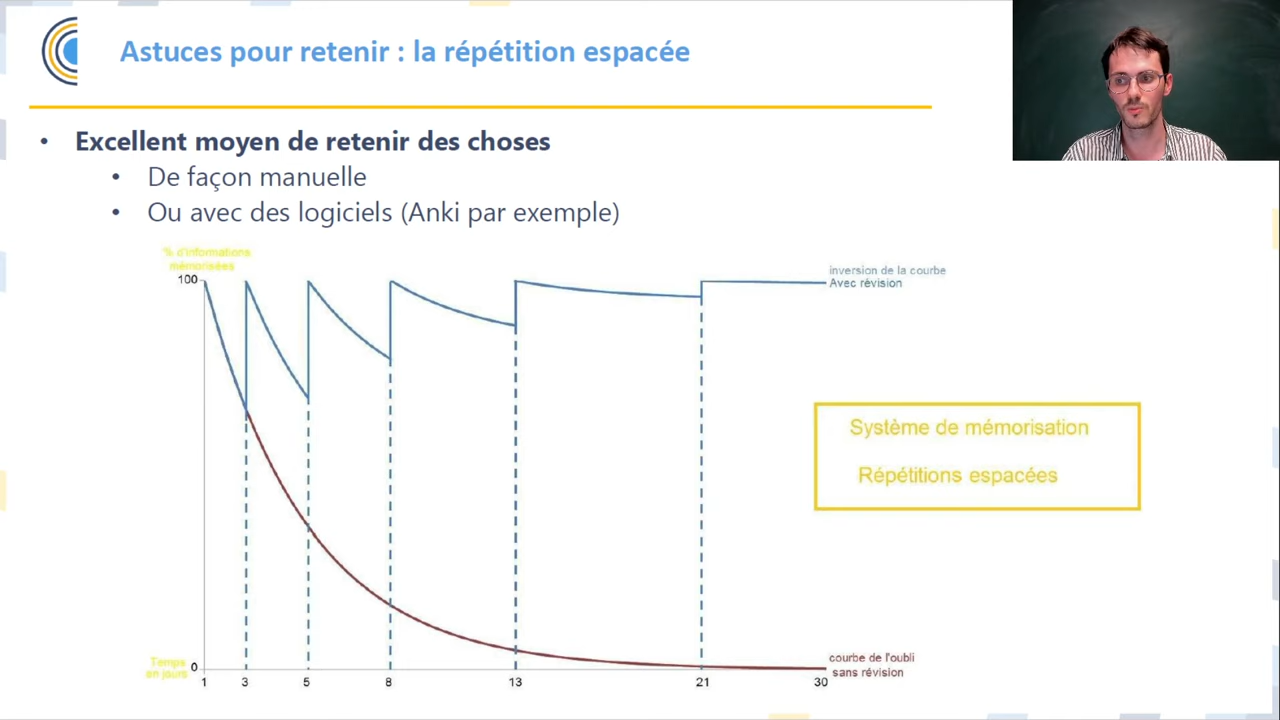 Astuces pour retenir : la répétition espacée
• Excellent moyen de retenir des choses
• De façon manuelle
• Ou avec des logiciels (Anki par exemple)
% d'informations
mémorisées
100
inversion de la courbe
Avec révision
Système de mémorisation
Répétitions espacées
Temps
en jours
0
courbe de l'oubli
sans révision
1 3 5 8 13 21 30